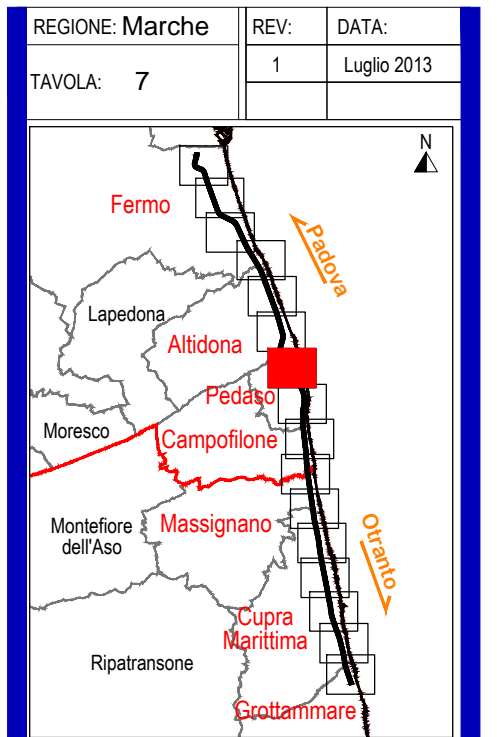 REGIONE: Marche
REV:
DATA:
TAVOLA: 7
1
Luglio 2013
N
Fermo
Padova
Lapedona
Altidona
Pedaso
Moresco
Campofilone
Montefiore
dell'Aso
Massignano
Otranto
Cupra
Marittima
Ripatransone
Grottammare